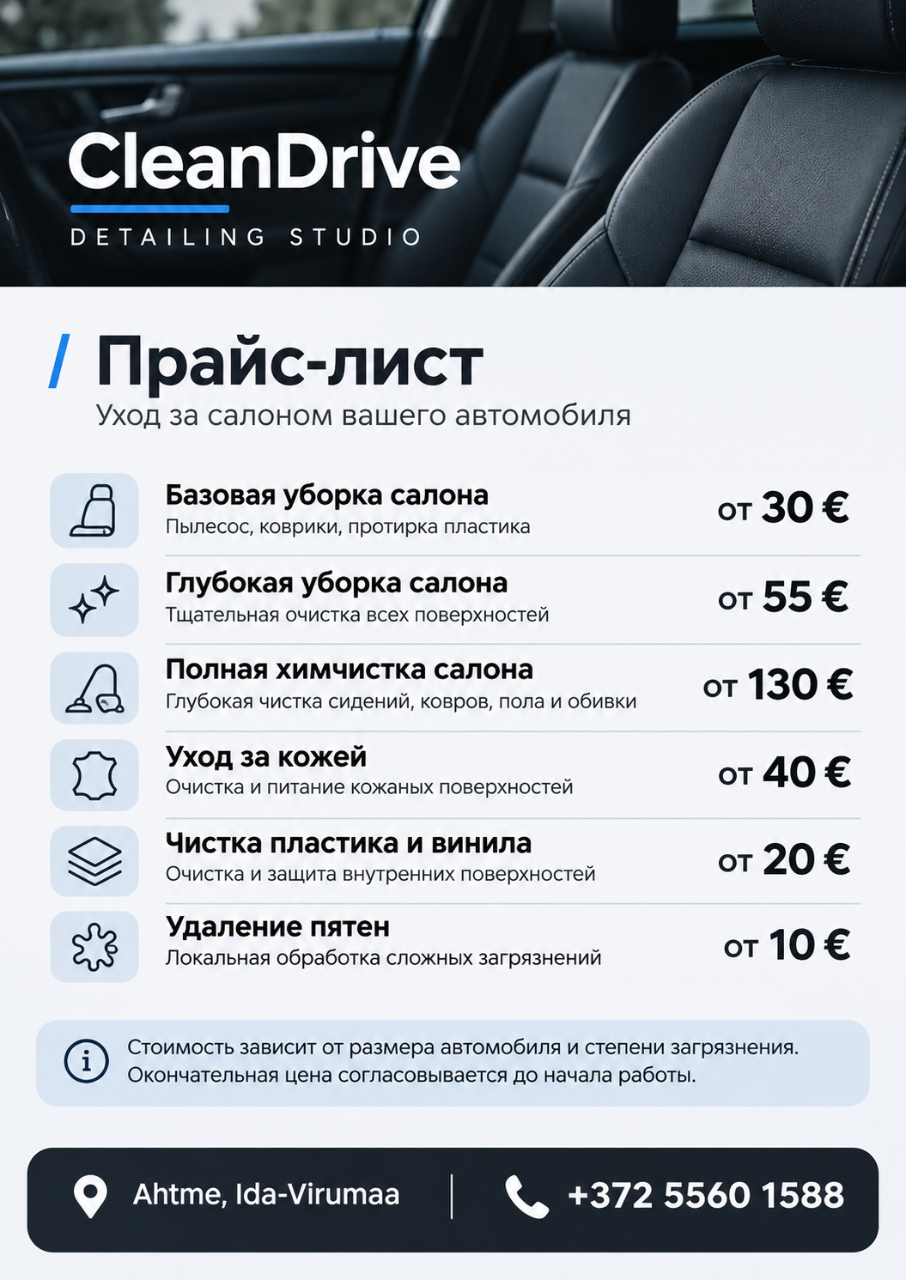 CleanDrive
DETAILING STUDIO
Прайс-лист
Уход за салоном вашего автомобиля
Базовая уборка салона
Пылесос, коврики, протирка пластика
от 30 €
Глубокая уборка салона
Тщательная очистка всех поверхностей
от 55 €
Полная химчистка салона
Глубокая чистка сидений, ковров, пола и обивки
от 130 €
Уход за кожей
Очистка и питание кожаных поверхностей
от 40 €
Чистка пластика и винила
Очистка и защита внутренних поверхностей
от 20 €
Удаление пятен
Локальная обработка сложных загрязнений
от 10 €
Стоимость зависит от размера автомобиля и степени загрязнения.
Окончательная цена согласовывается до начала работы.
Ahtme, Ida-Virumaa
+372 5560 1588